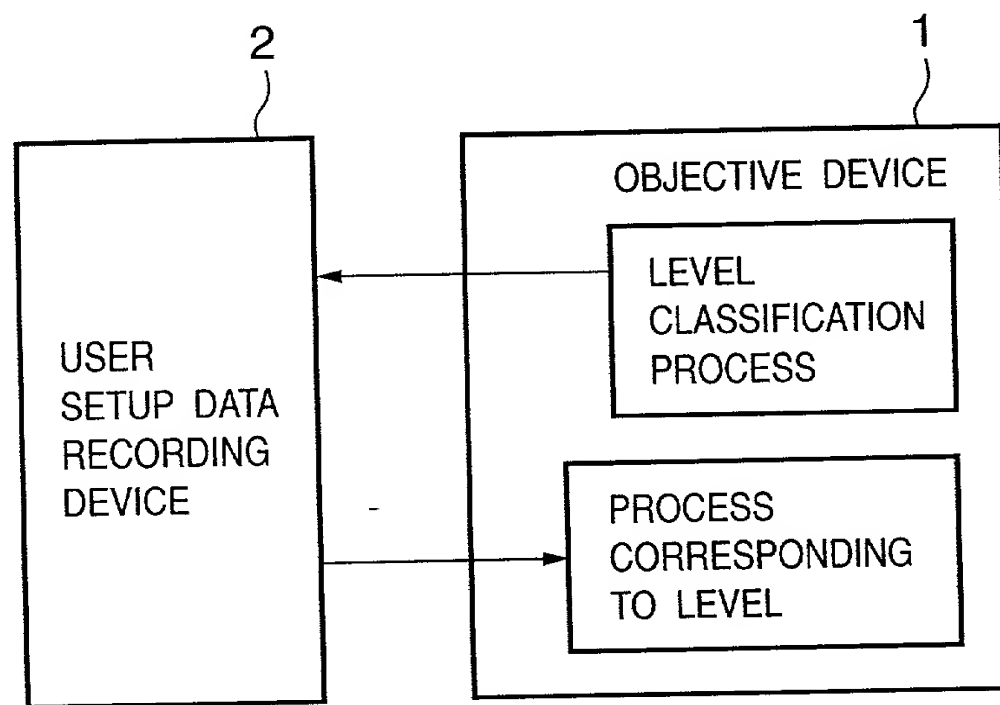 2
1
OBJECTIVE DEVICE
LEVEL
CLASSIFICATION
PROCESS
USER
SETUP DATA
RECORDING
DEVICE
PROCESS
CORRESPONDING
TO LEVEL